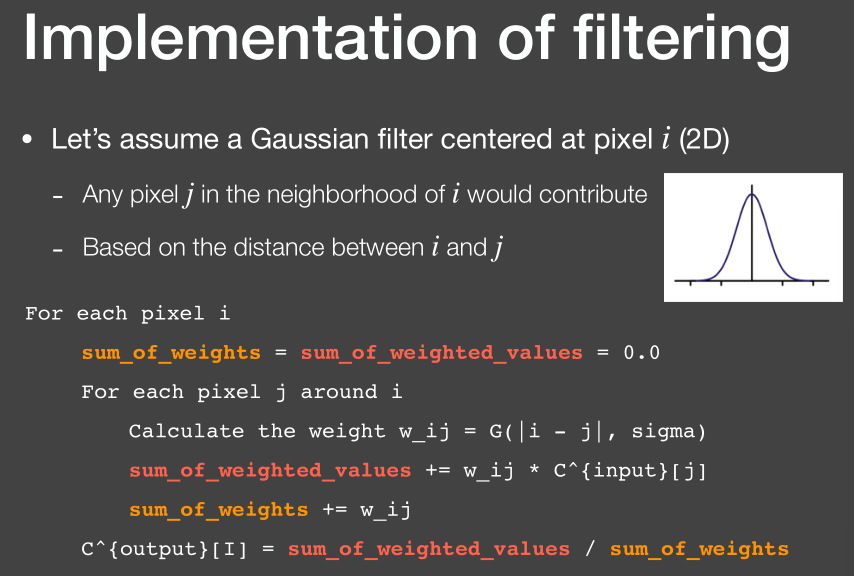 Implementation of filtering
• Let’s assume a Gaussian filter centered at pixel i (2D)
- Any pixel j in the neighborhood of i would contribute
- Based on the distance between i and j
For each pixel i
sum_of_weights = sum_of_weighted_values = 0.0
For each pixel j around i
Calculate the weight w_ij = G(|i - j|, sigma)
sum_of_weighted_values += w_ij * C^{input}[j]
sum_of_weights += w_ij
C^{output}[I] = sum_of_weighted_values / sum_of_weights